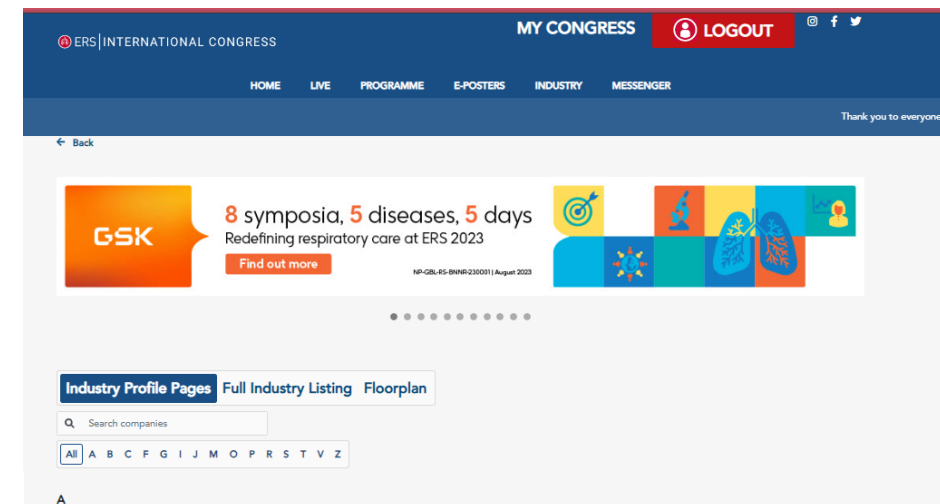 ERS|INTERNATIONAL CONGRESS
MY CONGRESS
LOGOUT
HOME LIVE PROGRAMME E-POSTERS INDUSTRY MESSENGER
Thank you to everyone
← Back
GSK
8 symposia, 5 diseases, 5 days
Redefining respiratory care at ERS 2023
Find out more
NP-GBL-RS-BNNR-230001 | August 2023
Industry Profile Pages Full Industry Listing Floorplan
Search companies
All A B C F G I J M O P R S T V Z
A